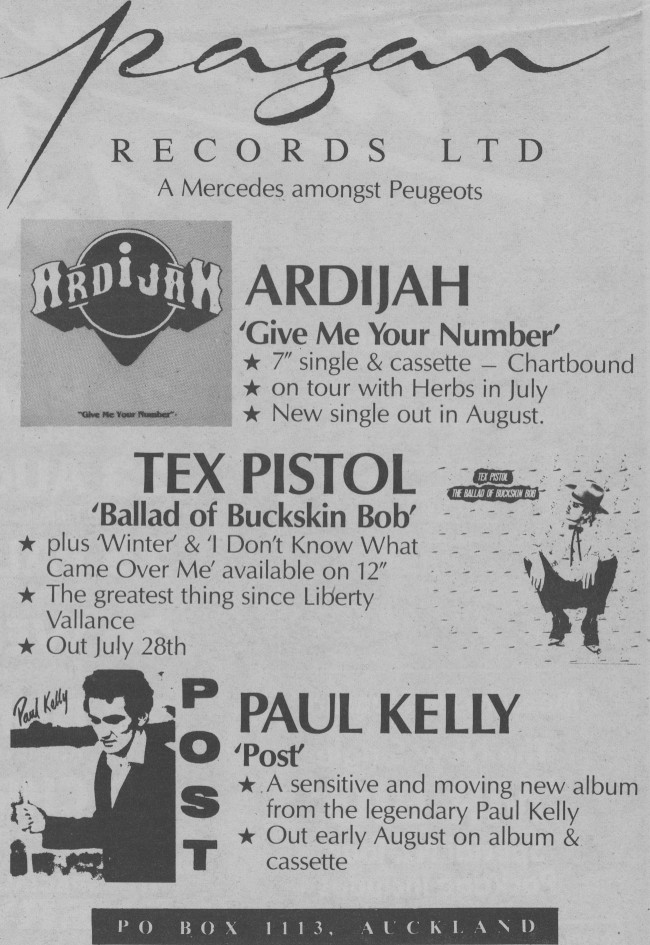 pagan
RECORDS LTD
A Mercedes amongst Peugeots
ARDIJAH
"Give Me Your Number"
ARDIJAH
‘Give Me Your Number’
★ 7” single & cassette – Chartbound
★ on tour with Herbs in July
★ New single out in August.
TEX PISTOL
‘Ballad of Buckskin Bob’
★ plus ‘Winter’ & ‘I Don’t Know What
Came Over Me’ available on 12”
★ The greatest thing since Liberty
Vallance
★ Out July 28th
TEX PISTOL
THE BALLAD OF BUCKSKIN BOB
Paul Kelly
POST
PAUL KELLY
‘Post’
★ A sensitive and moving new album
from the legendary Paul Kelly
★ Out early August on album &
cassette
PO BOX 1113, AUCKLAND